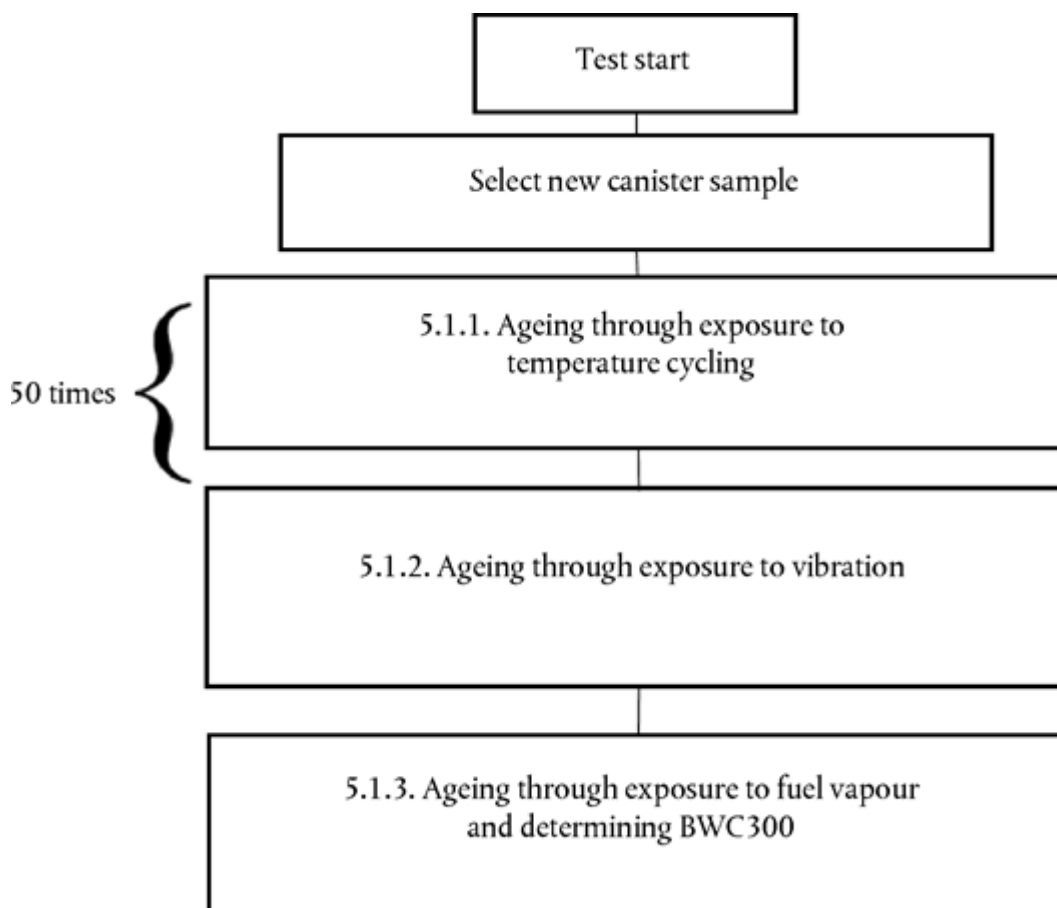 Test start
Select new canister sample
5.1.1. Ageing through exposure to
temperature cycling
50 times
5.1.2. Ageing through exposure to vibration
5.1.3. Ageing through exposure to fuel vapour
and determining BWC300